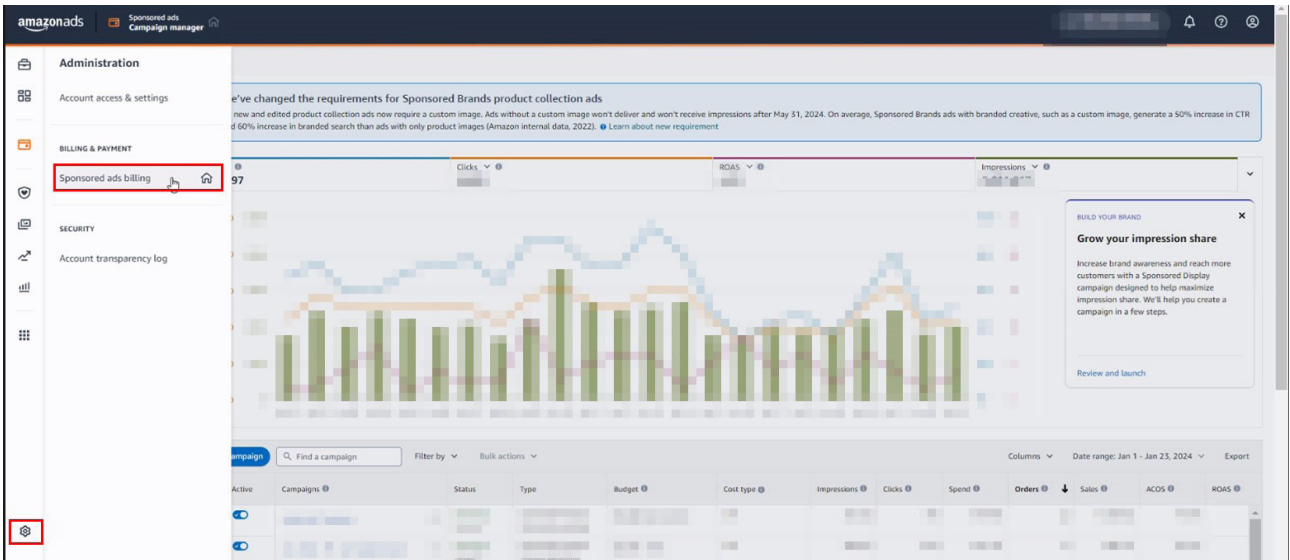 amazonads
Sponsored ads
Campaign manager
Administration
Account access & settings
BILLING & PAYMENT
Sponsored ads billing
SECURITY
Account transparency log
e've changed the requirements for Sponsored Brands product collection ads
new and edited product collection ads now require a custom image. Ads without a custom image won't deliver and won't receive impressions after May 31, 2024. On average, Sponsored Brands ads with branded creative, such as a custom image, generate a 50% increase in CTR
d 60% increase in branded search than ads with only product images (Amazon internal data, 2022). Learn about new requirement
97
Clicks
ROAS
Impressions
BUILD YOUR BRAND
Grow your impression share
Increase brand awareness and reach more
customers with a Sponsored Display
campaign designed to help maximize
impression share. We'll help you create a
campaign in a few steps.
Review and launch
ampaign
Find a campaign
Filter by
Bulk actions
Columns
Date range: Jan 1 - Jan 23, 2024
Export
Active
Campaigns
Status
Type
Budget
Cost type
Impressions
Clicks
Spend
Orders
Sales
ACOS
ROAS